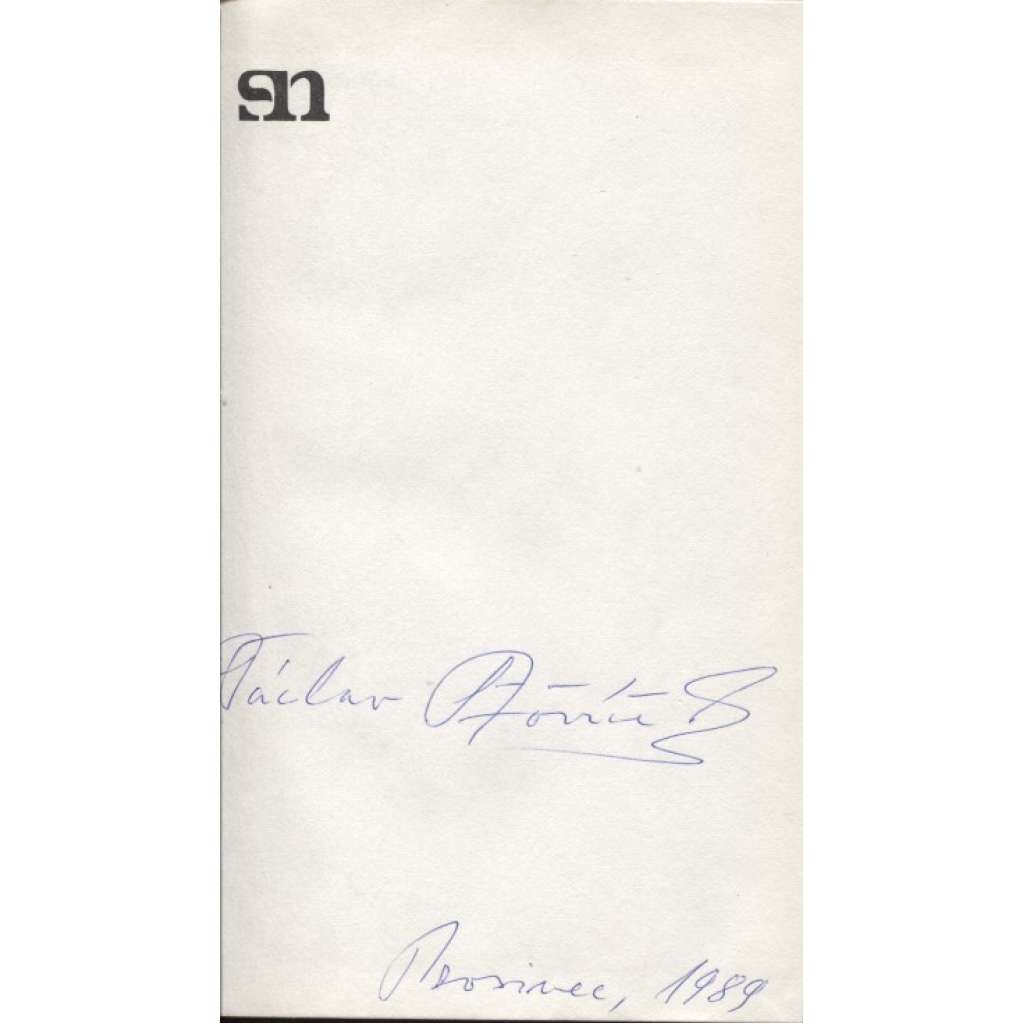 sn
Václav
Prosinec, 1989